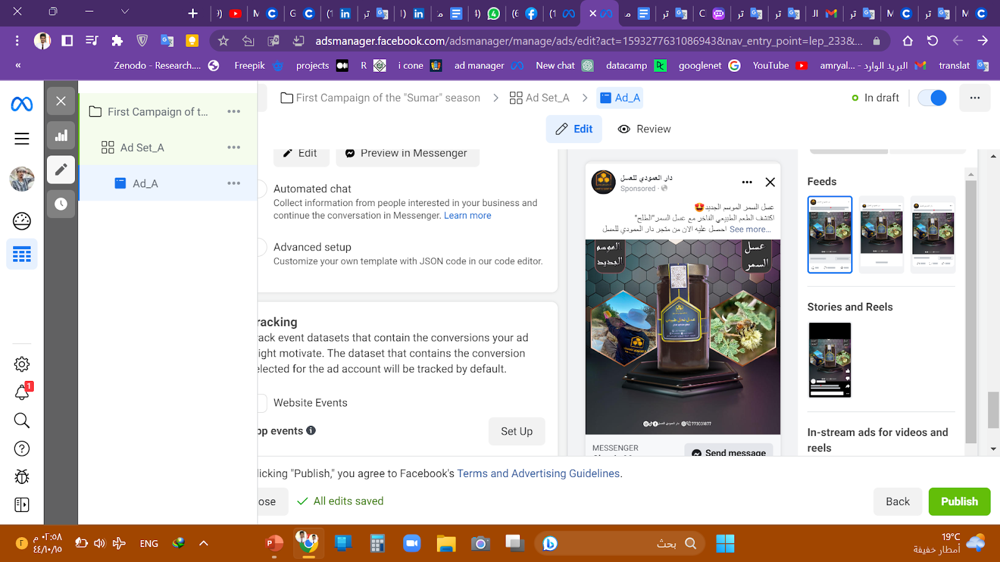 adsmanager.facebook.com/adsmanager/manage/ads/edit?act=1593277631086943&nav_entry_point=lep_233&...
« Zenodo - Research.... Freepik projects R i cone ad manager New chat datacamp googlenet YouTube amryal... - البريد الوارد translat
First Campaign of t...
Ad Set_A
Ad_A
First Campaign of the "Sumar" season > Ad Set_A > Ad_A
In draft
Edit
Review
Edit
Preview in Messenger
Automated chat
Collect information from people interested in your business and
continue the conversation in Messenger. Learn more
Advanced setup
Customize your own template with JSON code in our code editor.
racking
ack event datasets that contain the conversions your ad
ight motivate. The dataset that contains the conversion
elected for the ad account will be tracked by default.
Website Events
pp events
Set Up
دار العمودي للعسل
Sponsored ·
عسل السمر الموسم الجديد😍
اكتشف الطعم الطبيعي الفاخر مع عسل السمر"الطلح"
احصل عليه الان من متجر دار العمودي للعسل See more...
الموسم
الجديد
عسل
السمر
عسل نحل طبيعي
دار العمودي للعسل
773031877
MESSENGER
Send message
Feeds
Stories and Reels
In-stream ads for videos and
reels
licking "Publish," you agree to Facebook's Terms and Advertising Guidelines.
ose
All edits saved
Back
Publish
1
٠٢:٥٨ م
٤٤/١٠/١٥
ENG
بحث
19°C
أمطار خفيفة